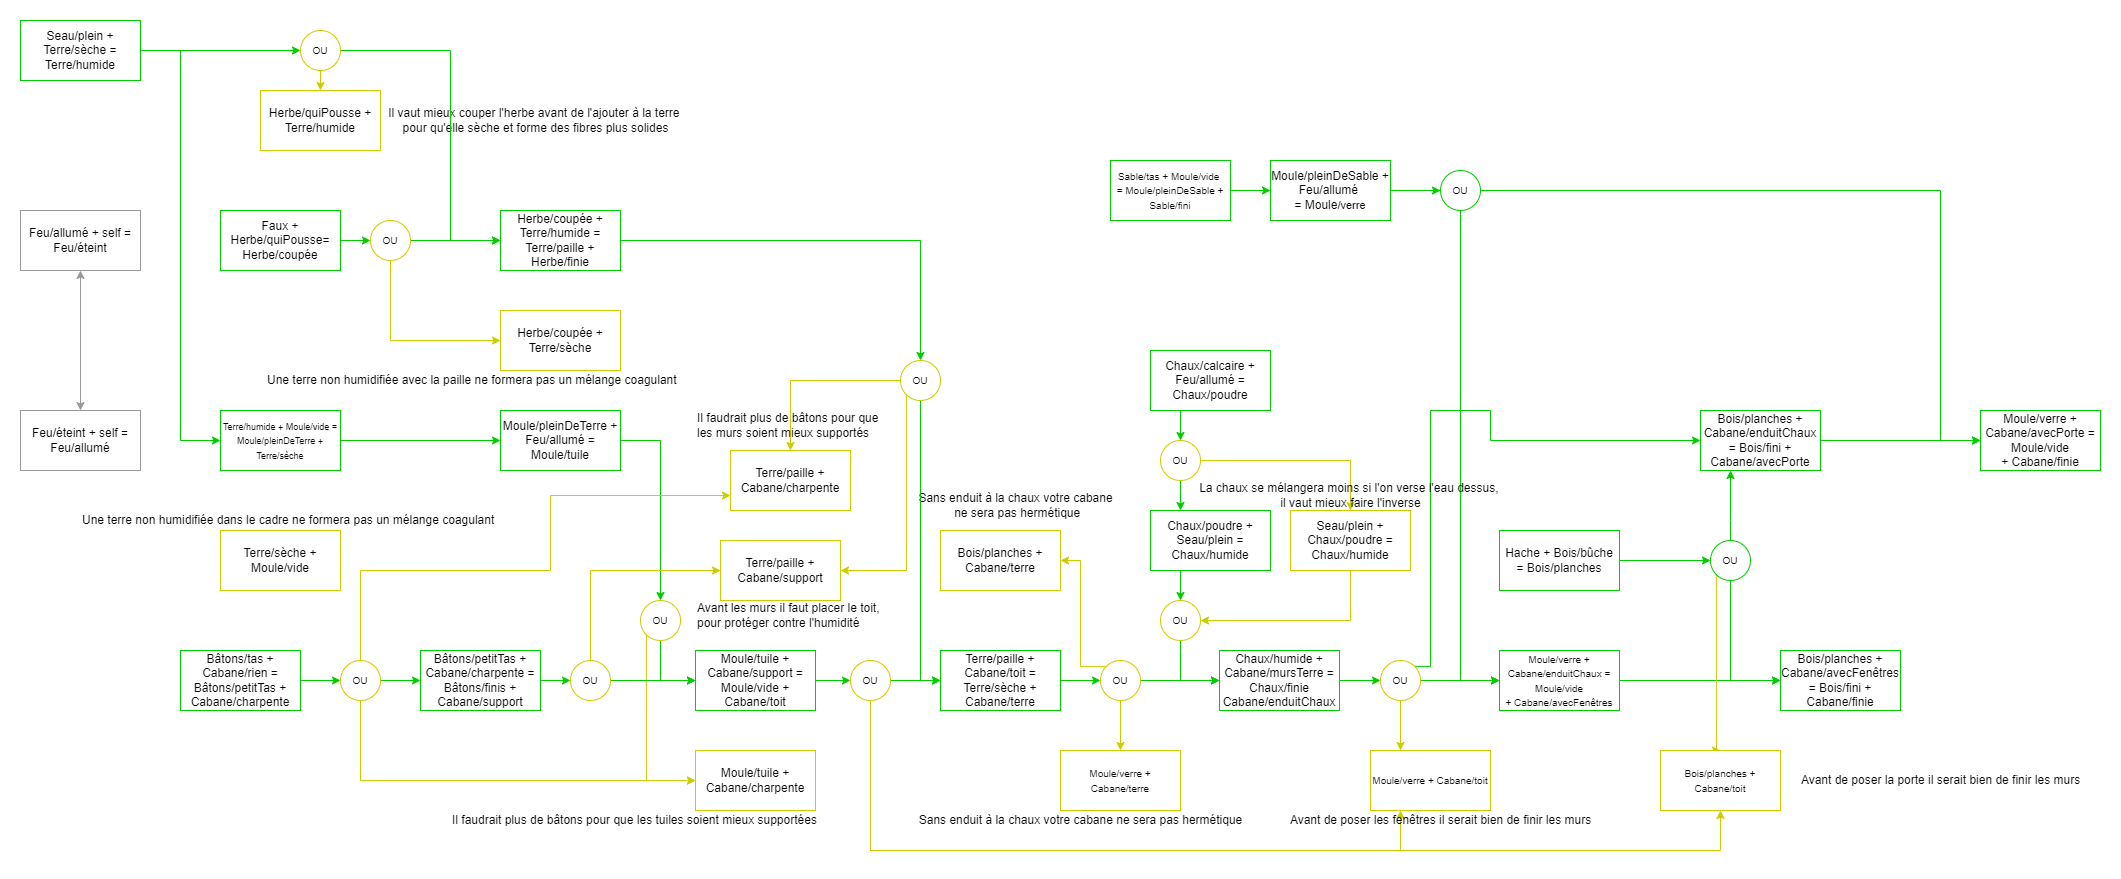 Seau/plein +
Terre/sèche =
Terre/humide
OU
Herbe/quiPousse +
Terre/humide
Il vaut mieux couper l'herbe avant de l'ajouter à la terre
pour qu'elle sèche et forme des fibres plus solides
Sable/tas + Moule/vide
= Moule/pleinDeSable +
Sable/fini
Moule/pleinDeSable +
Feu/allumé
= Moule/verre
OU
Feu/allumé + self =
Feu/éteint
Faux +
Herbe/quiPousse=
Herbe/coupée
OU
Herbe/coupée +
Terre/humide =
Terre/paille +
Herbe/finie
Herbe/coupée +
Terre/sèche
Une terre non humidifiée avec la paille ne formera pas un mélange coagulant
OU
Chaux/calcaire +
Feu/allumé =
Chaux/poudre
Feu/éteint + self =
Feu/allumé
Terre/humide + Moule/vide =
Moule/pleinDeTerre +
Terre/sèche
Moule/pleinDeTerre +
Feu/allumé =
Moule/tuile
Il faudrait plus de bâtons pour que
les murs soient mieux supportés
Terre/paille +
Cabane/charpente
OU
Bois/planches +
Cabane/enduitChaux
= Bois/fini +
Cabane/avecPorte
Moule/verre +
Cabane/avecPorte =
Moule/vide
+ Cabane/finie
Sans enduit à la chaux votre cabane
ne sera pas hermétique
La chaux se mélangera moins si l'on verse l'eau dessus,
il vaut mieux faire l'inverse
Une terre non humidifiée dans le cadre ne formera pas un mélange coagulant
Terre/sèche +
Moule/vide
Terre/paille +
Cabane/support
Bois/planches +
Cabane/terre
Chaux/poudre +
Seau/plein =
Chaux/humide
Seau/plein +
Chaux/poudre =
Chaux/humide
Hache + Bois/bûche
= Bois/planches
OU
OU
Avant les murs il faut placer le toit,
pour protéger contre l'humidité
OU
Bâtons/tas +
Cabane/rien =
Bâtons/petitTas +
Cabane/charpente
OU
Bâtons/petitTas +
Cabane/charpente =
Bâtons/finis +
Cabane/support
OU
Moule/tuile +
Cabane/support =
Moule/vide +
Cabane/toit
OU
Terre/paille +
Cabane/toit =
Terre/sèche +
Cabane/terre
OU
Chaux/humide +
Cabane/mursTerre =
Chaux/finie
Cabane/enduitChaux
OU
Moule/verre +
Cabane/enduitChaux =
Moule/vide
+ Cabane/avecFenêtres
Bois/planches +
Cabane/avecFenêtres
= Bois/fini +
Cabane/finie
Moule/tuile +
Cabane/charpente
Moule/verre +
Cabane/terre
Moule/verre + Cabane/toit
Bois/planches +
Cabane/toit
Avant de poser la porte il serait bien de finir les murs
Il faudrait plus de bâtons pour que les tuiles soient mieux supportées
Sans enduit à la chaux votre cabane ne sera pas hermétique
Avant de poser les fenêtres il serait bien de finir les murs